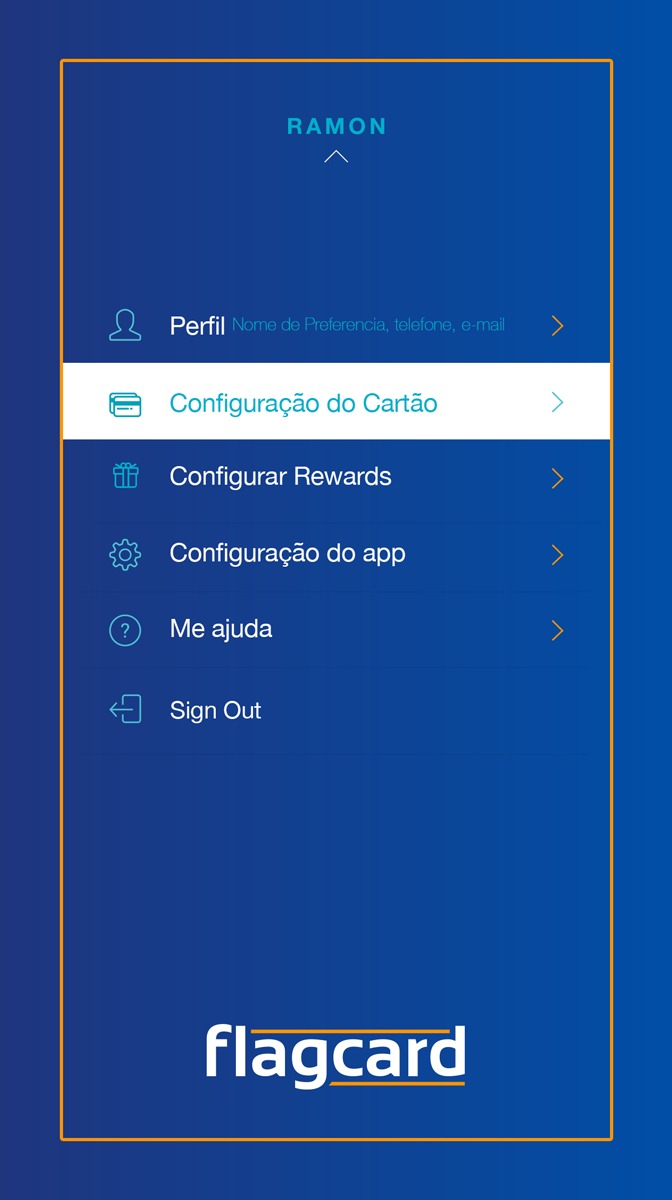 RAMON
Perfil Nome de Preferencia, telefone, e-mail
Configuração do Cartão
Configurar Rewards
Configuração do app
? Me ajuda
Sign Out
flagcard